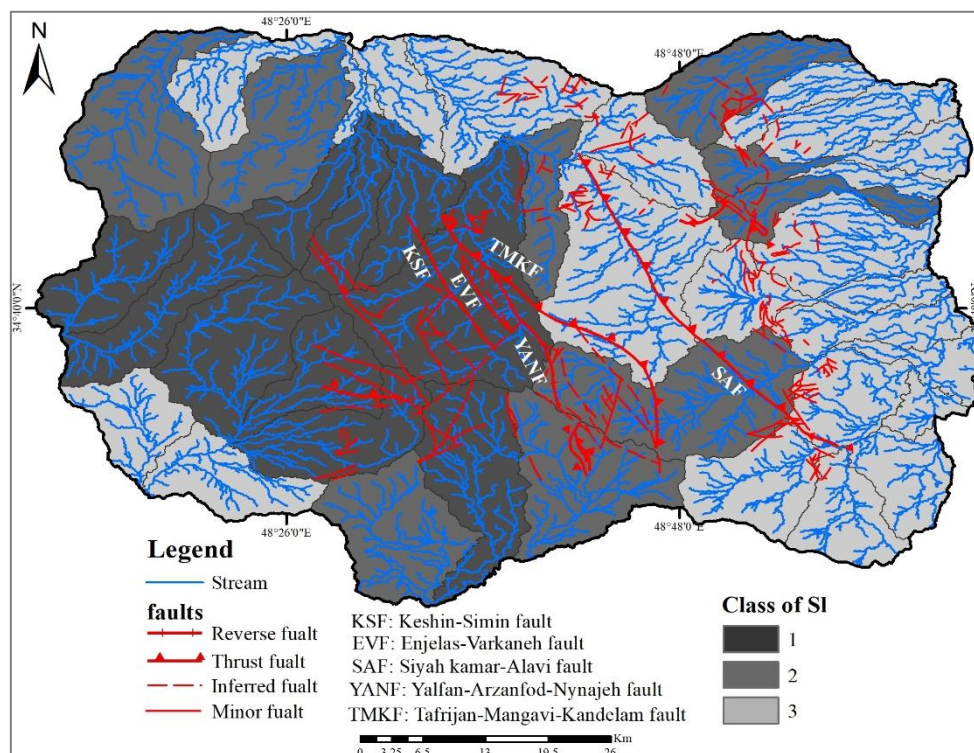 N
48°26'0"E
48°48'0"E
KSF
EVF
TMKF
YANF
SAF
34°40'0"N
48°26'0"E
48°48'0"E
Legend
Stream
faults
Reverse fualt
Thrust fualt
Inferred fualt
Minor fualt
KSF: Keshin-Simin fault
EVF: Enjelas-Varkaneh fault
SAF: Siyah kamar-Alavi fault
YANF: Yalfan-Arzanfod-Nynajeh fault
TMKF: Tafrijan-Mangavi-Kandelam fault
Km
0 3.25 6.5 13 19.5 26
Class of Sl
1
2
3